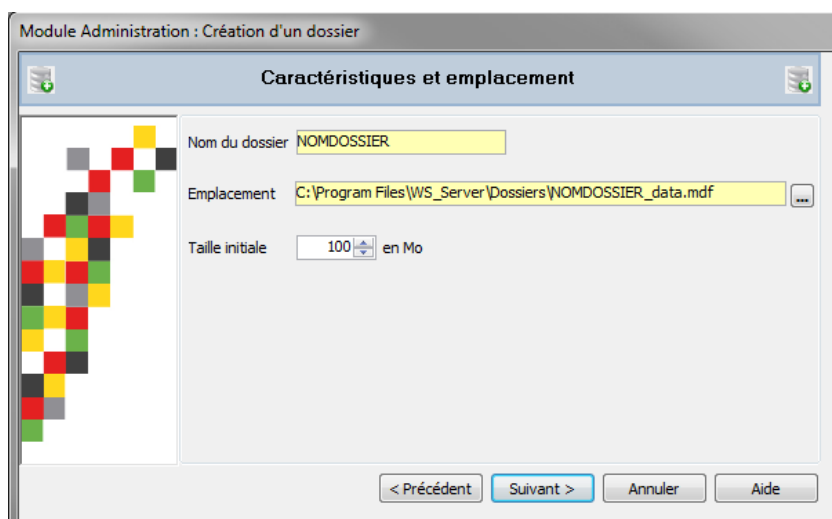 Module Administration : Création d'un dossier
Caractéristiques et emplacement
Nom du dossier NOMDOSSIER
Emplacement C:\Program Files\WS_Server\Dossiers\NOMDOSSIER_data.mdf ...
Taille initiale 100 en Mo
< Précédent Suivant > Annuler Aide